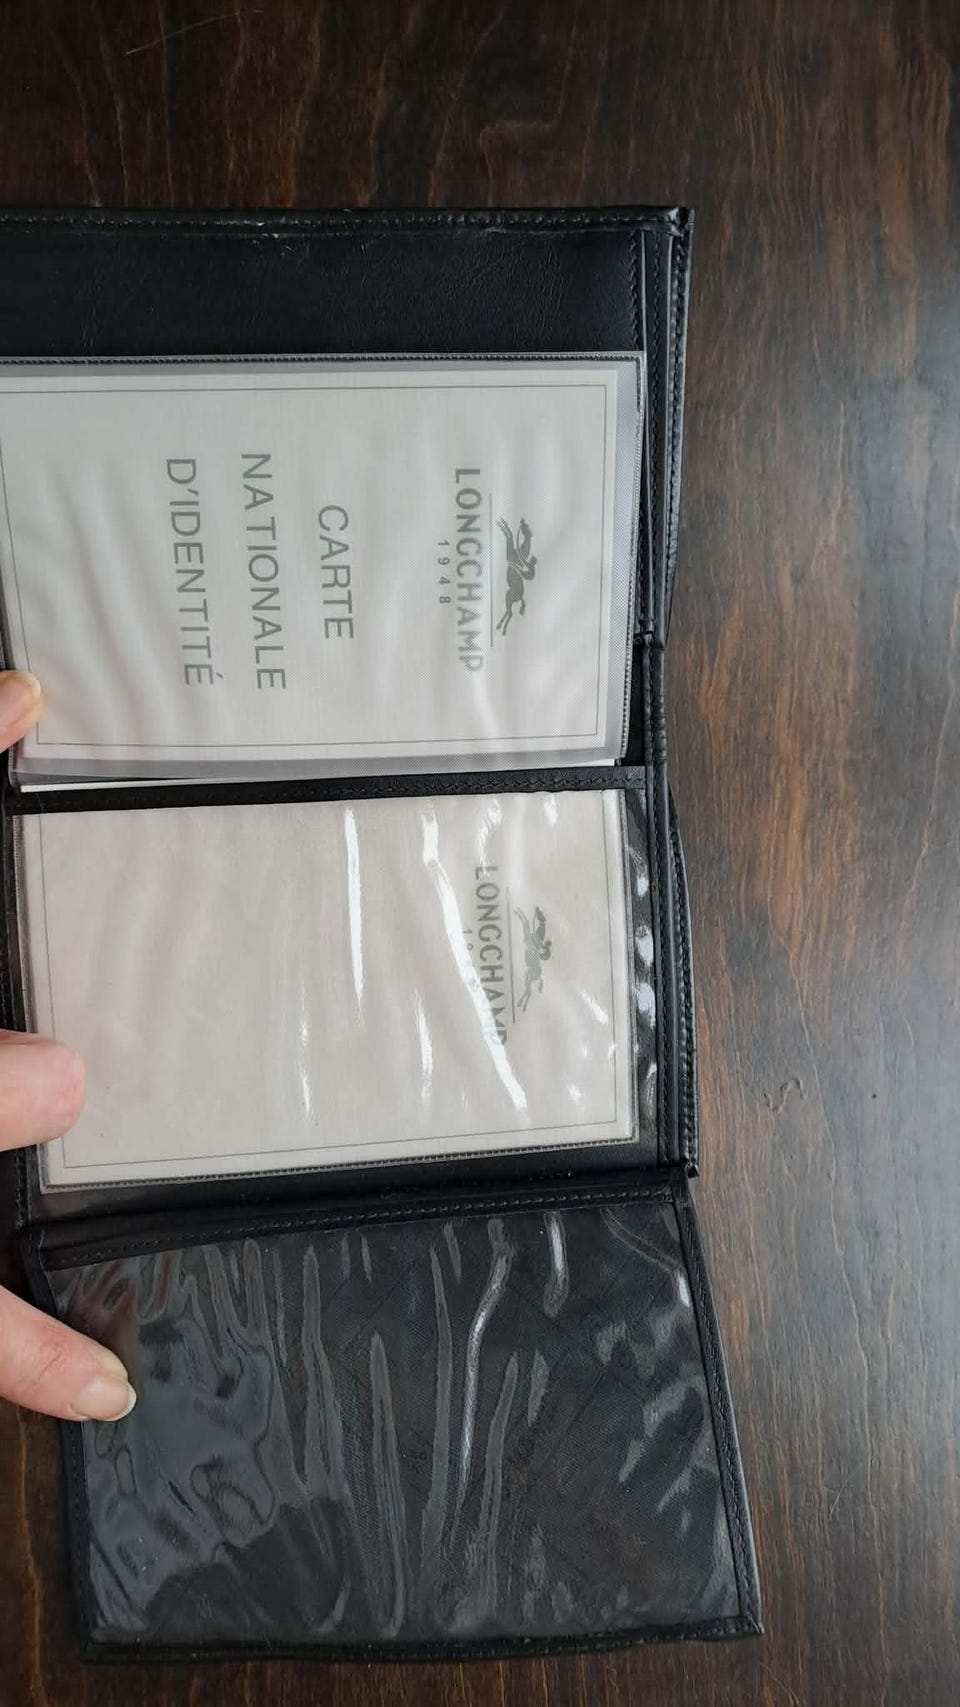 LONGCHAMP
1948
CARTE
NATIONALE
D'IDENTITÉ
LONGCHAMP